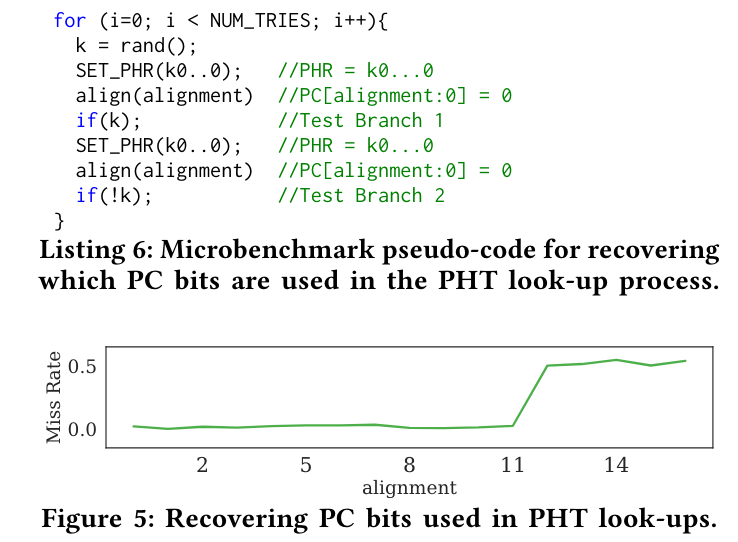 for (i=0; i < NUM_TRIES; i++){
k = rand();
SET_PHR(k0..0); //PHR = k0...0
align(alignment) //PC[alignment:0] = 0
if(k); //Test Branch 1
SET_PHR(k0..0); //PHR = k0...0
align(alignment) //PC[alignment:0] = 0
if(!k); //Test Branch 2
}
Listing 6: Microbenchmark pseudo-code for recovering
which PC bits are used in the PHT look-up process.
Miss Rate
0.5
0.0
2 5 8 11 14
alignment
Figure 5: Recovering PC bits used in PHT look-ups.